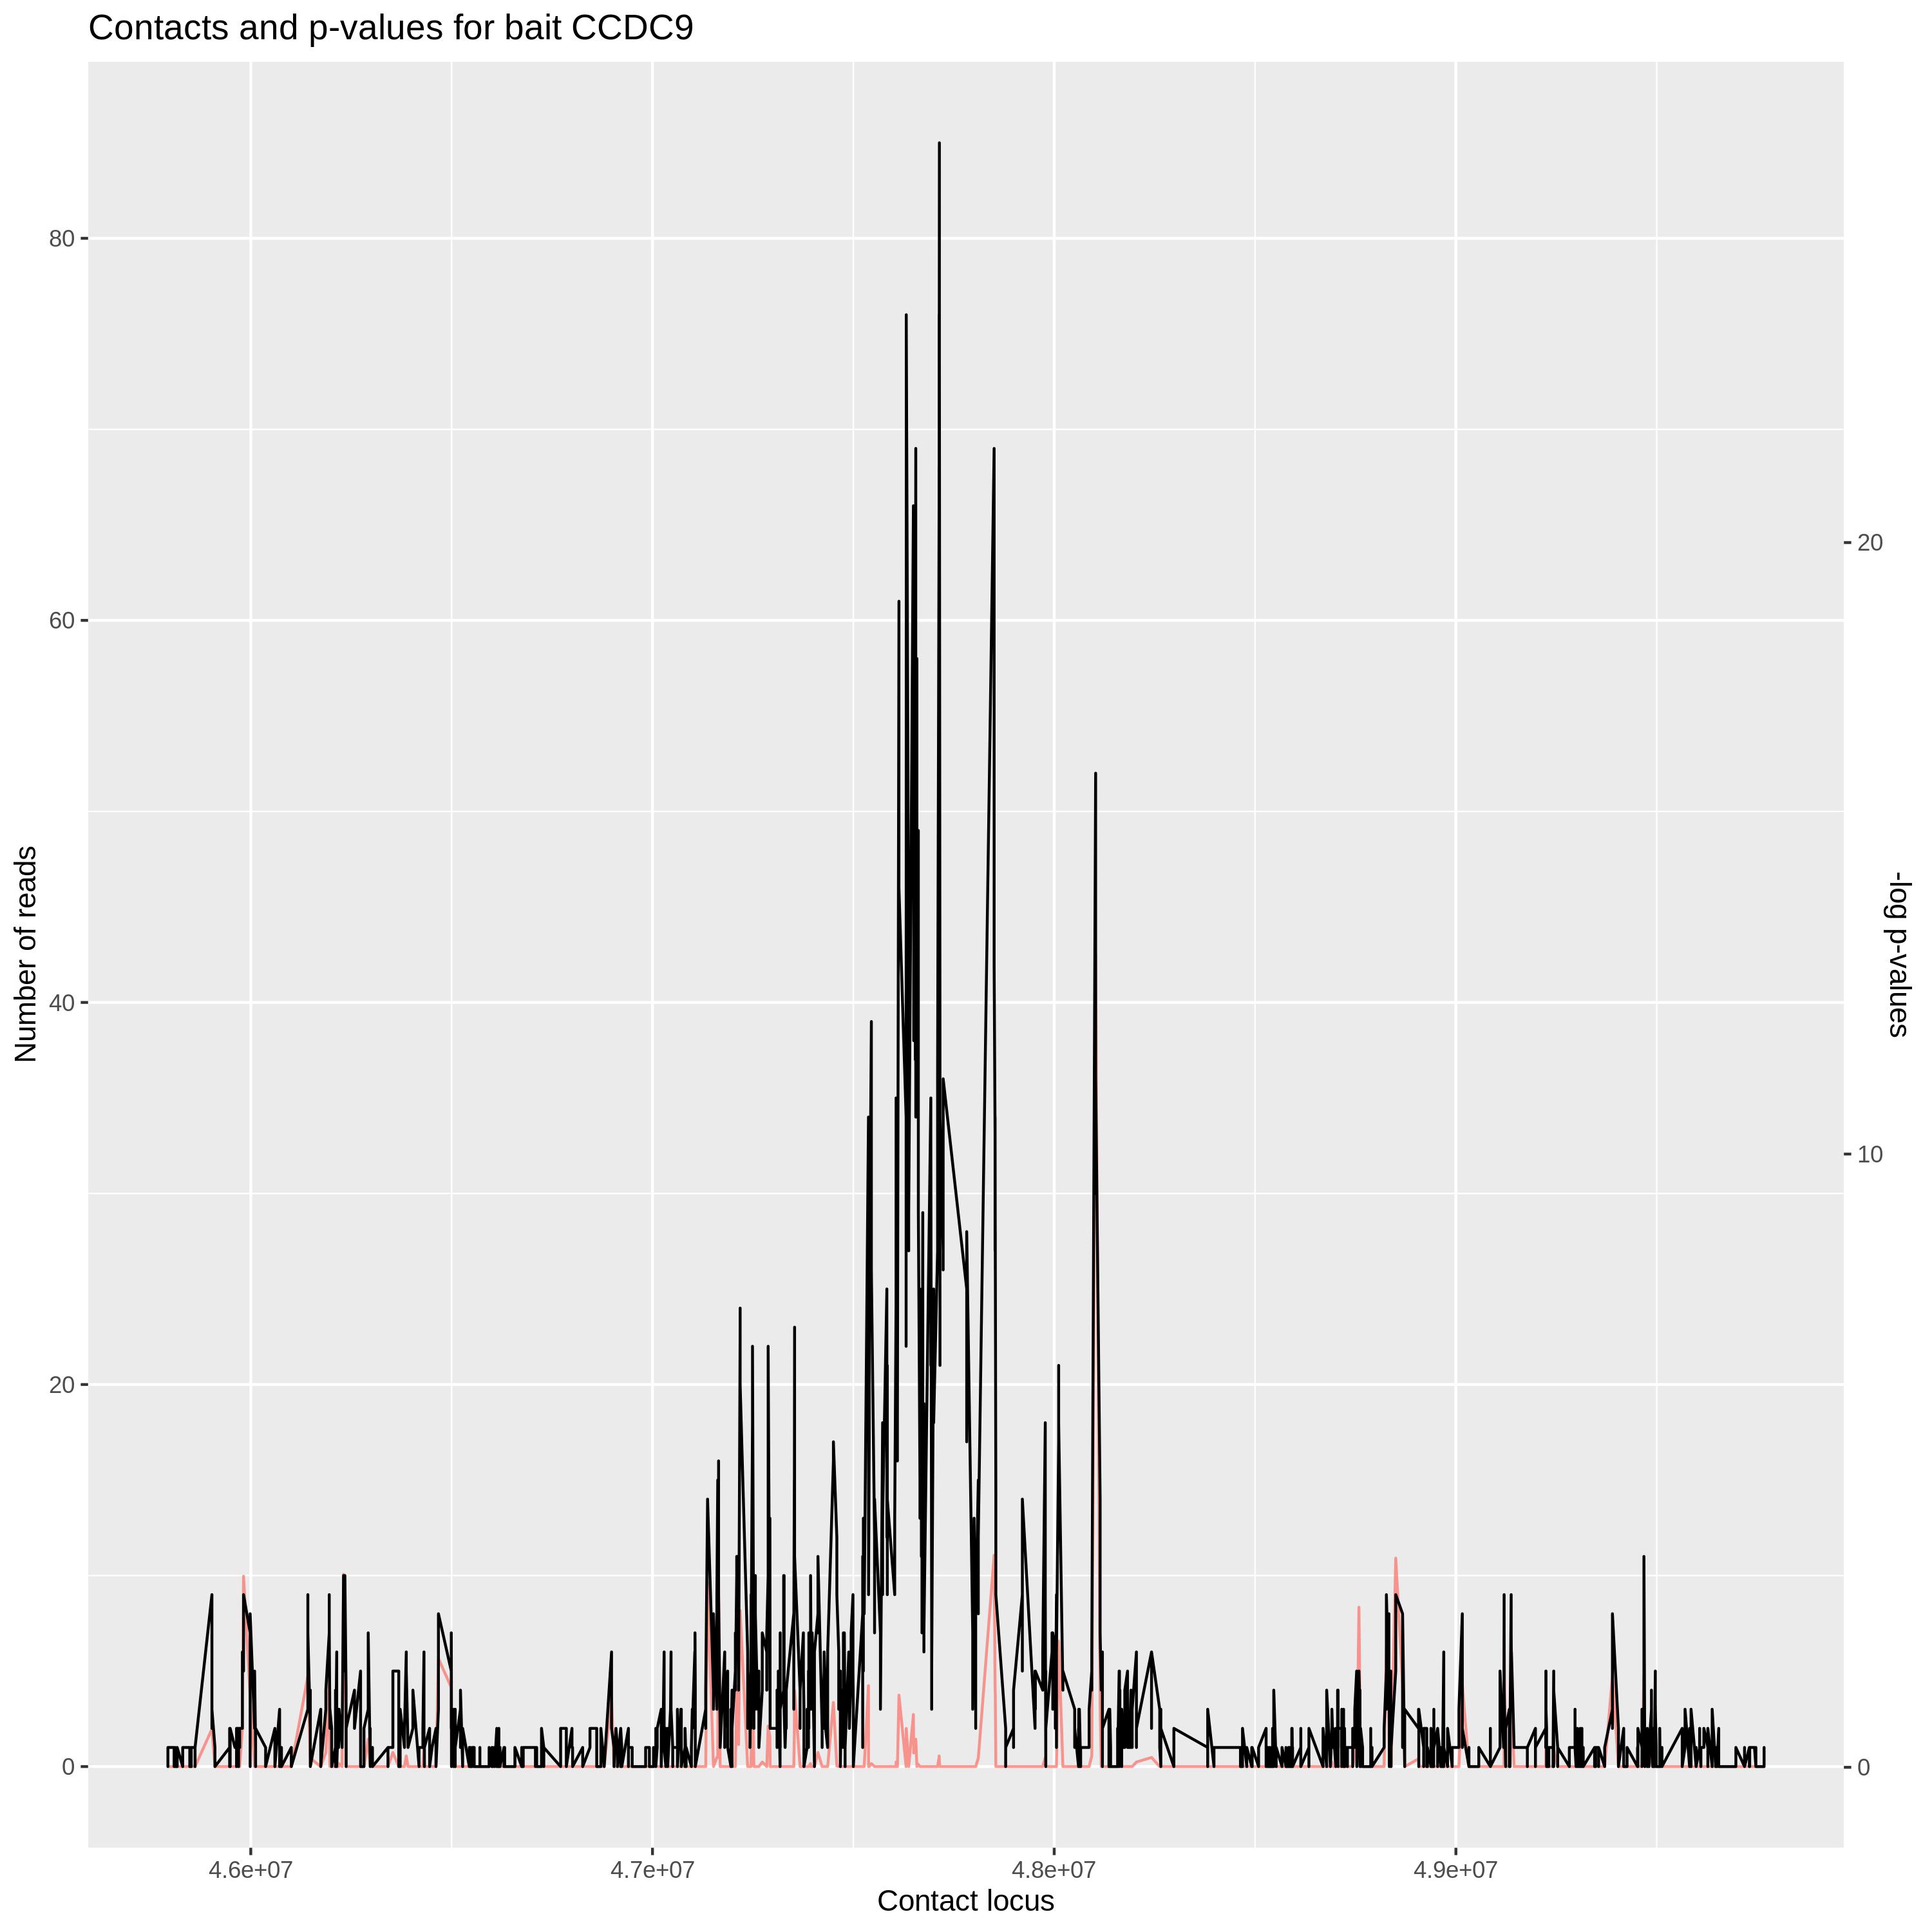 Contacts and p-values for bait CCDC9
80
60
40
20
0
Number of reads
20
10
0
-log p-values
4.6e+07
4.7e+07
4.8e+07
4.9e+07
Contact locus